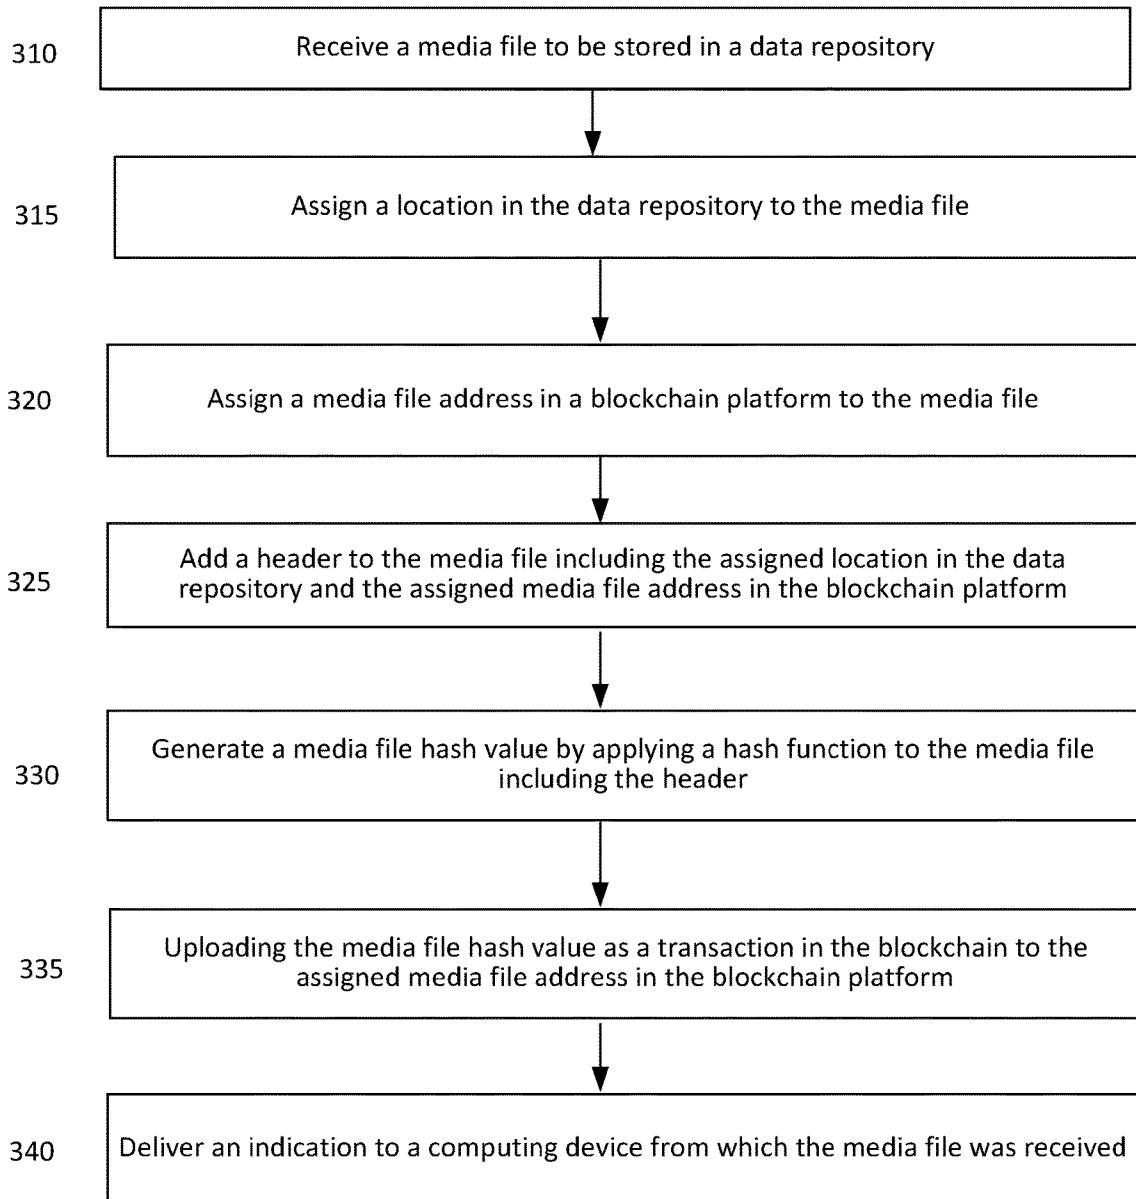 310
Receive a media file to be stored in a data repository
315
Assign a location in the data repository to the media file
320
Assign a media file address in a blockchain platform to the media file
325
Add a header to the media file including the assigned location in the data
repository and the assigned media file address in the blockchain platform
330
Generate a media file hash value by applying a hash function to the media file
including the header
335
Uploading the media file hash value as a transaction in the blockchain to the
assigned media file address in the blockchain platform
340
Deliver an indication to a computing device from which the media file was received